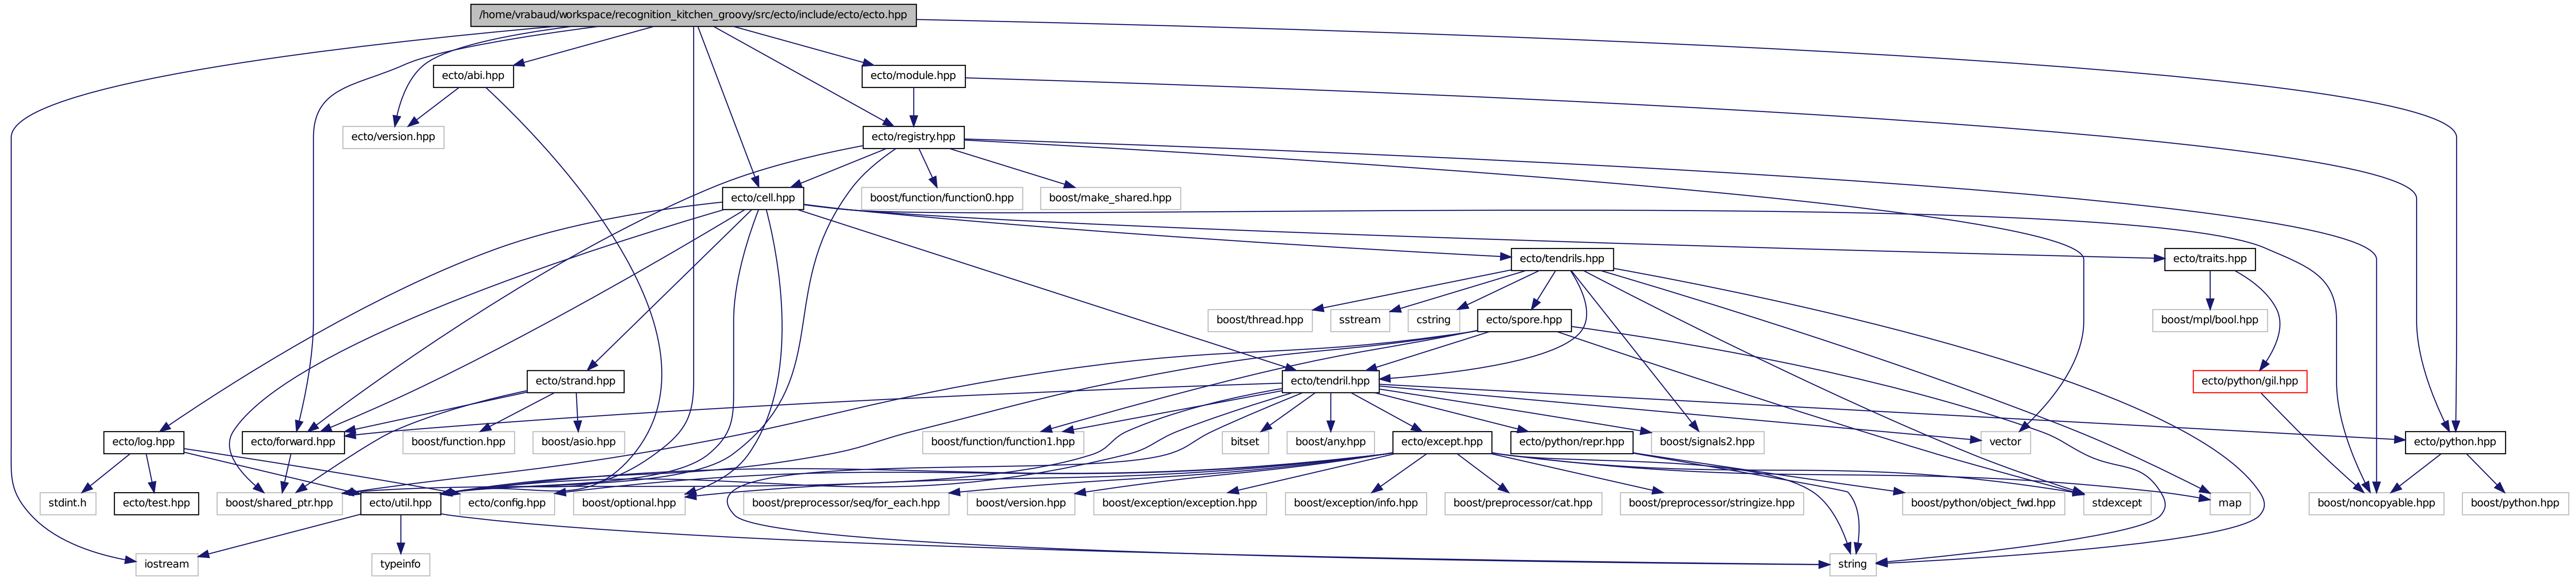 /home/vrabaud/workspace/recognition_kitchen_groovy/src/ecto/include/ecto/ecto.hpp
ecto/abi.hpp
ecto/module.hpp
ecto/version.hpp
ecto/registry.hpp
ecto/cell.hpp
boost/function/function0.hpp
boost/make_shared.hpp
ecto/tendrils.hpp
ecto/traits.hpp
boost/thread.hpp
sstream
cstring
ecto/spore.hpp
boost/mpl/bool.hpp
ecto/strand.hpp
ecto/tendril.hpp
ecto/python/gil.hpp
ecto/log.hpp
ecto/forward.hpp
boost/function.hpp
boost/asio.hpp
boost/function/function1.hpp
bitset
boost/any.hpp
ecto/except.hpp
ecto/python/repr.hpp
boost/signals2.hpp
vector
ecto/python.hpp
stdint.h
ecto/test.hpp
boost/shared_ptr.hpp
ecto/util.hpp
ecto/config.hpp
boost/optional.hpp
boost/preprocessor/seq/for_each.hpp
boost/version.hpp
boost/exception/exception.hpp
boost/exception/info.hpp
boost/preprocessor/cat.hpp
boost/preprocessor/stringize.hpp
boost/python/object_fwd.hpp
stdexcept
map
boost/noncopyable.hpp
boost/python.hpp
iostream
typeinfo
string